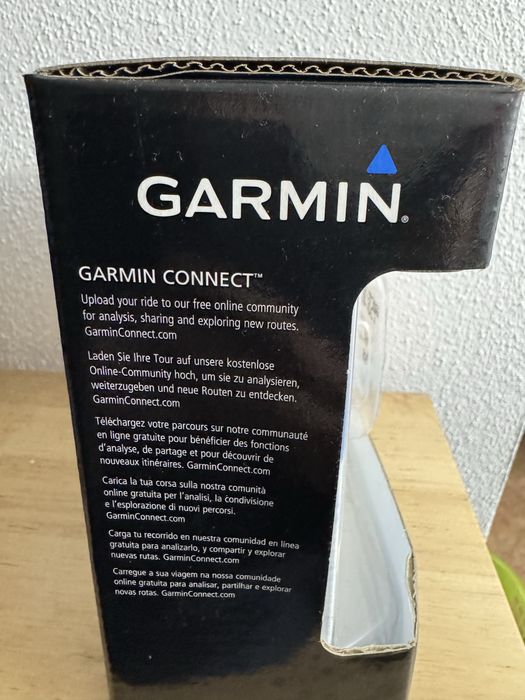 GARMIN®
GARMIN CONNECT™
Upload your ride to our free online community
for analysis, sharing and exploring new routes.
GarminConnect.com
Laden Sie Ihre Tour auf unsere kostenlose
Online-Community hoch, um sie zu analysieren,
weiterzugeben und neue Routen zu entdecken.
GarminConnect.com
Téléchargez votre parcours sur notre communauté
en ligne gratuite pour bénéficier des fonctions
d'analyse, de partage et pour découvrir de
nouveaux itinéraires. GarminConnect.com
Carica la tua corsa sulla nostra comunità
online gratuita per l'analisi, la condivisione
e l'esplorazione di nuovi percorsi.
GarminConnect.com
Carga tu recorrido en nuestra comunidad en línea
gratuita para analizarlo, y compartir y explorar
nuevas rutas. GarminConnect.com
Carregue a sua viagem na nossa comunidade
online gratuita para analisar, partilhar e explorar
novas rotas. GarminConnect.com